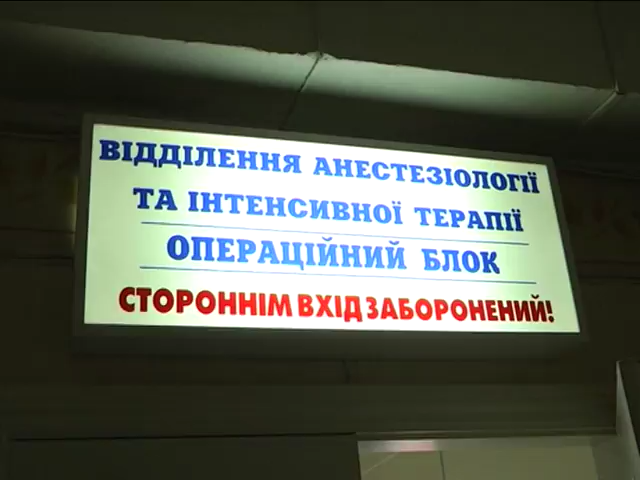 ВІДДІЛЕННЯ АНЕСТЕЗІОЛОГІЇ
ТА ІНТЕНСИВНОЇ ТЕРАПІЇ
ОПЕРАЦІЙНИЙ БЛОК
СТОРОННІМ ВХІД ЗАБОРОНЕНИЙ!